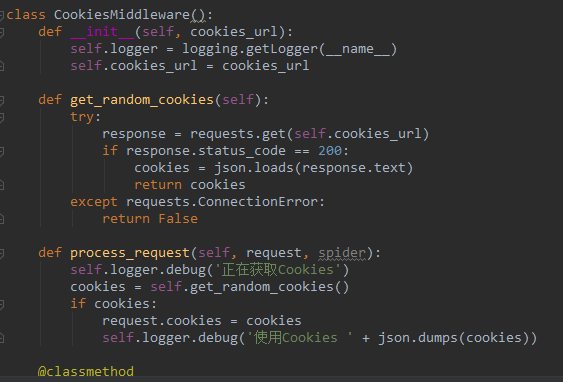 class CookiesMiddleware():
    def __init__(self, cookies_url):
        self.logger = logging.getLogger(__name__)
        self.cookies_url = cookies_url
    def get_random_cookies(self):
        try:
            response = requests.get(self.cookies_url)
            if response.status_code == 200:
                cookies = json.loads(response.text)
                return cookies
        except requests.ConnectionError:
            return False
    def process_request(self, request, spider):
        self.logger.debug('正在获取Cookies')
        cookies = self.get_random_cookies()
        if cookies:
            request.cookies = cookies
            self.logger.debug('使用Cookies ' + json.dumps(cookies))
    @classmethod